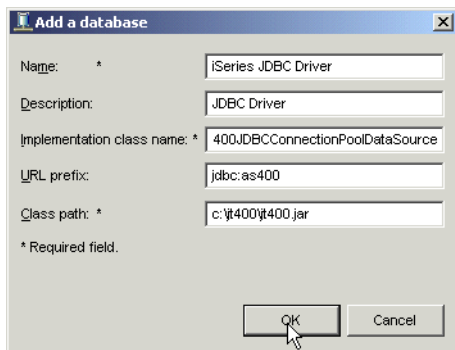 Add a database
Name: * iSeries JDBC Driver
Description: JDBC Driver
Implementation class name: * 400JDBCConnectionPoolDataSource
URL prefix: jdbc:as400
Class path: * c:\jt400\jt400.jar
* Required field.
OK Cancel